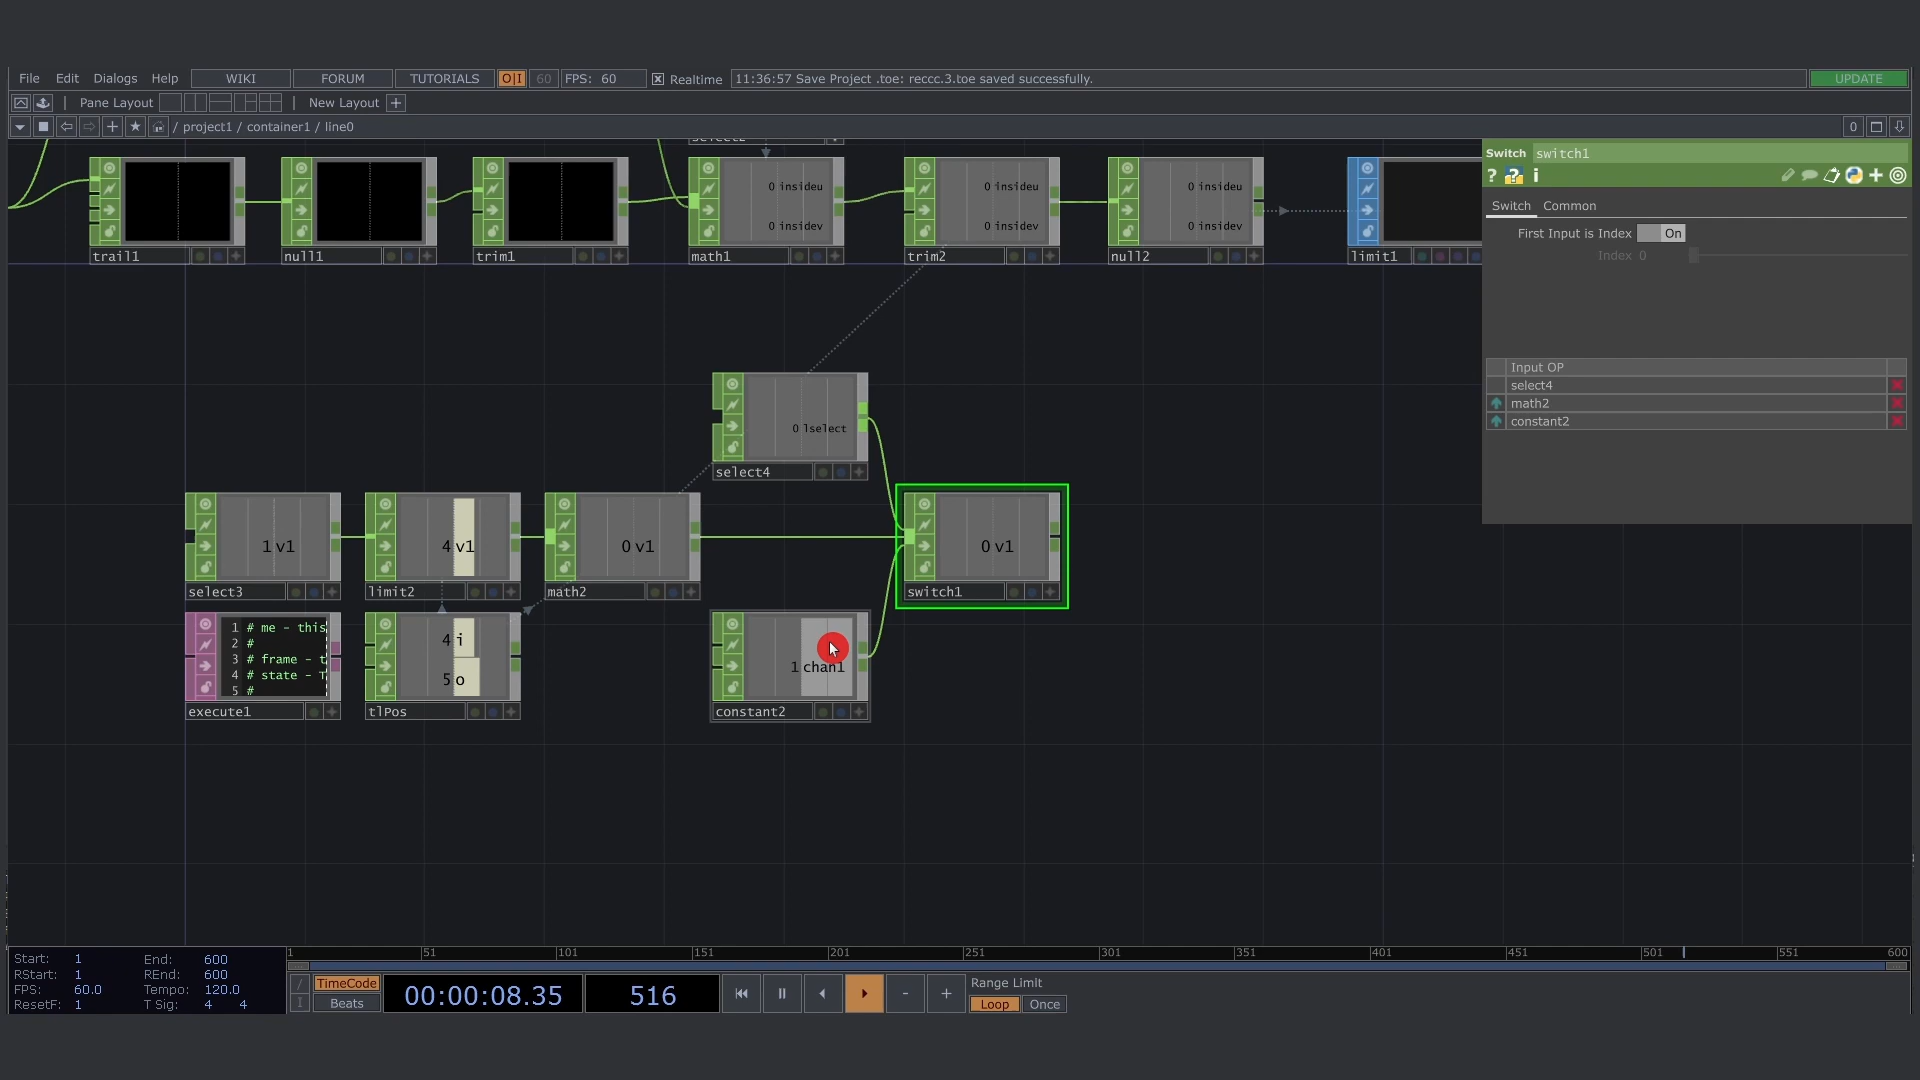 File Edit Dialogs Help WIKI FORUM TUTORIALS O|I 60 FPS: 60 Realtime 11:36:57 Save Project .toe: reccc.3.toe saved successfully. UPDATE
Pane Layout New Layout +
/ project1 / container1 / line0 0
Switch switch1
? i
Switch Common
First Input is Index On
Index 0
Input OP
select4
math2
constant2
0 insideu
0 insidev
0 insideu
0 insidev
0 insideu
0 insidev
trail1 null1 trim1 math1 trim2 null2 limit1
0 lselect
select4
1 v1 4 v1 0 v1 0 v1
select3 limit2 math2 switch1
1 # me - this
2 #
3 # frame - t
4 # state - T
5 #
4 i
5 o
1 chan1
execute1 tlPos constant2
1 51 101 151 201 251 301 351 401 451 501 551 600
Start: 1 End: 600
RStart: 1 REnd: 600
FPS: 60.0 Tempo: 120.0
ResetF: 1 T Sig: 4 4
TimeCode
Beats
00:00:08.35 516
Range Limit
Loop Once